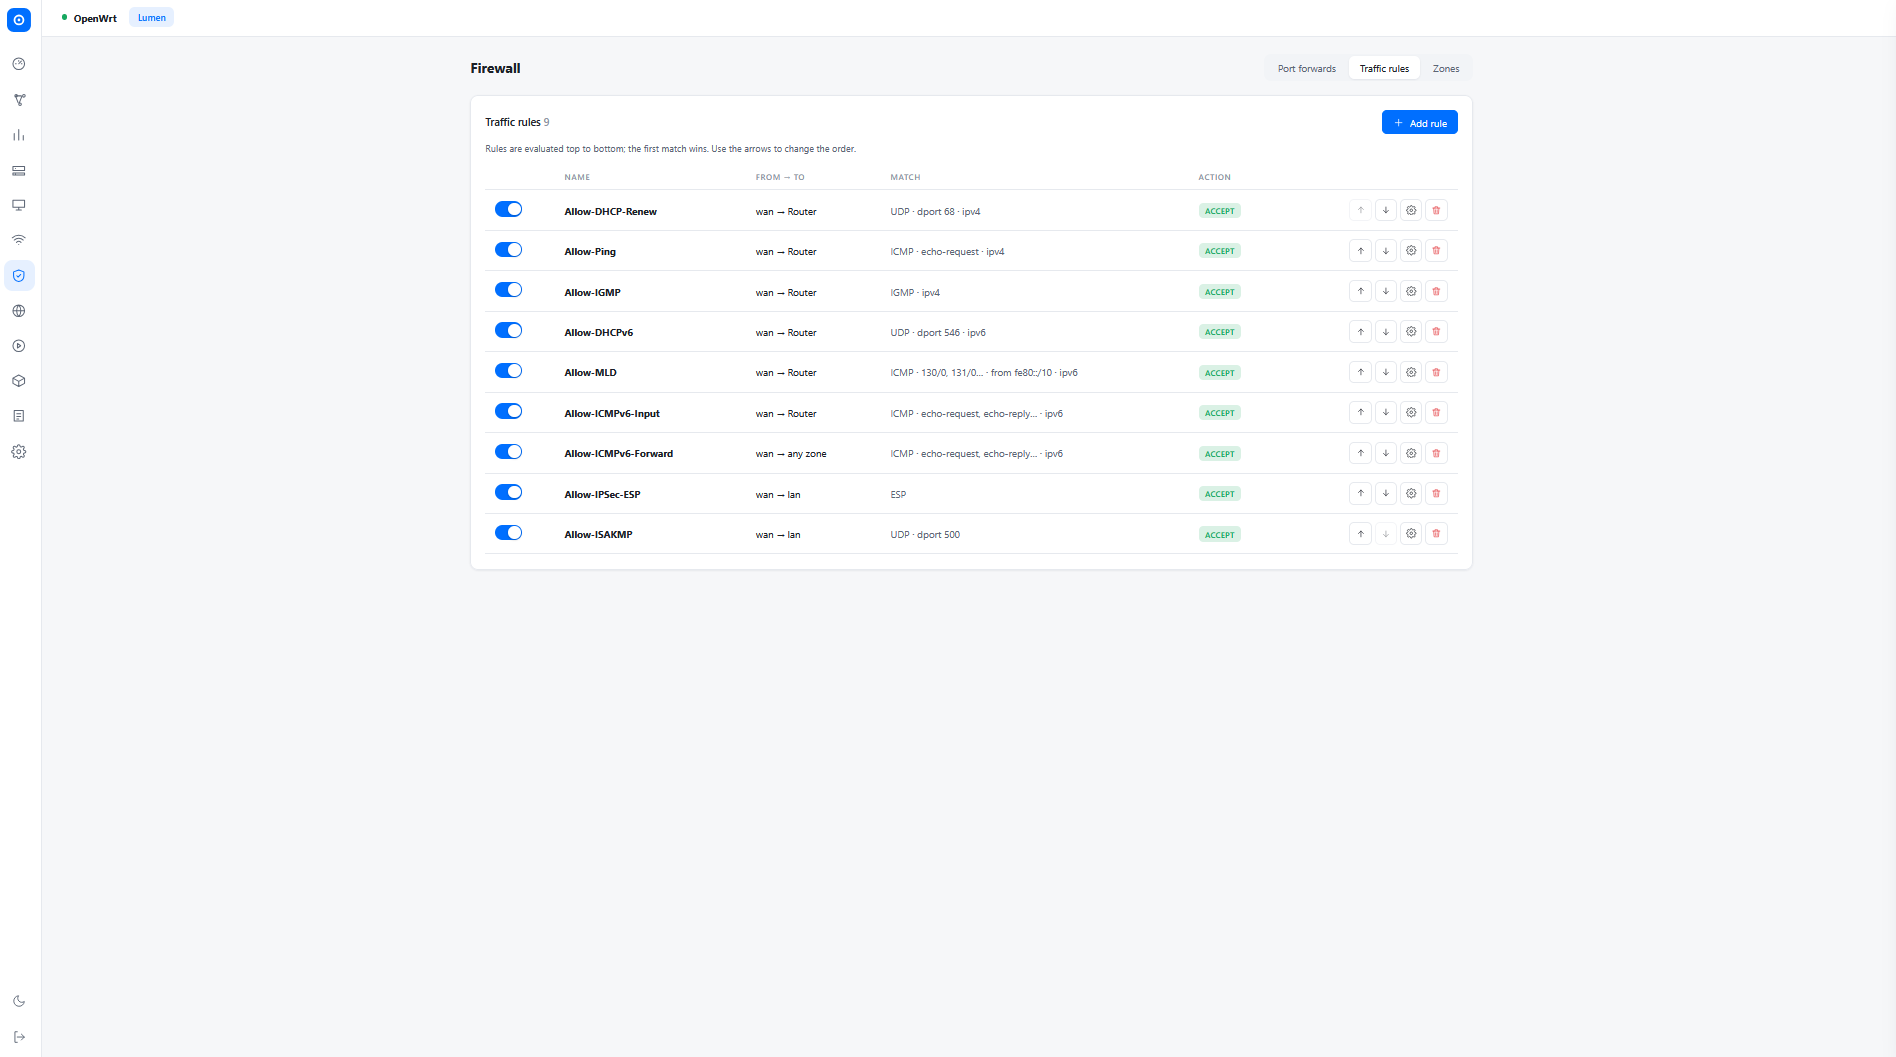 OpenWrt Lumen
Firewall
Port forwards Traffic rules Zones
Traffic rules 9
+ Add rule
Rules are evaluated top to bottom; the first match wins. Use the arrows to change the order.
NAME FROM → TO MATCH ACTION
Allow-DHCP-Renew wan → Router UDP · dport 68 · ipv4 ACCEPT
Allow-Ping wan → Router ICMP · echo-request · ipv4 ACCEPT
Allow-IGMP wan → Router IGMP · ipv4 ACCEPT
Allow-DHCPv6 wan → Router UDP · dport 546 · ipv6 ACCEPT
Allow-MLD wan → Router ICMP · 130/0, 131/0... · from fe80::/10 · ipv6 ACCEPT
Allow-ICMPv6-Input wan → Router ICMP · echo-request, echo-reply... · ipv6 ACCEPT
Allow-ICMPv6-Forward wan → any zone ICMP · echo-request, echo-reply... · ipv6 ACCEPT
Allow-IPSec-ESP wan → lan ESP ACCEPT
Allow-ISAKMP wan → lan UDP · dport 500 ACCEPT